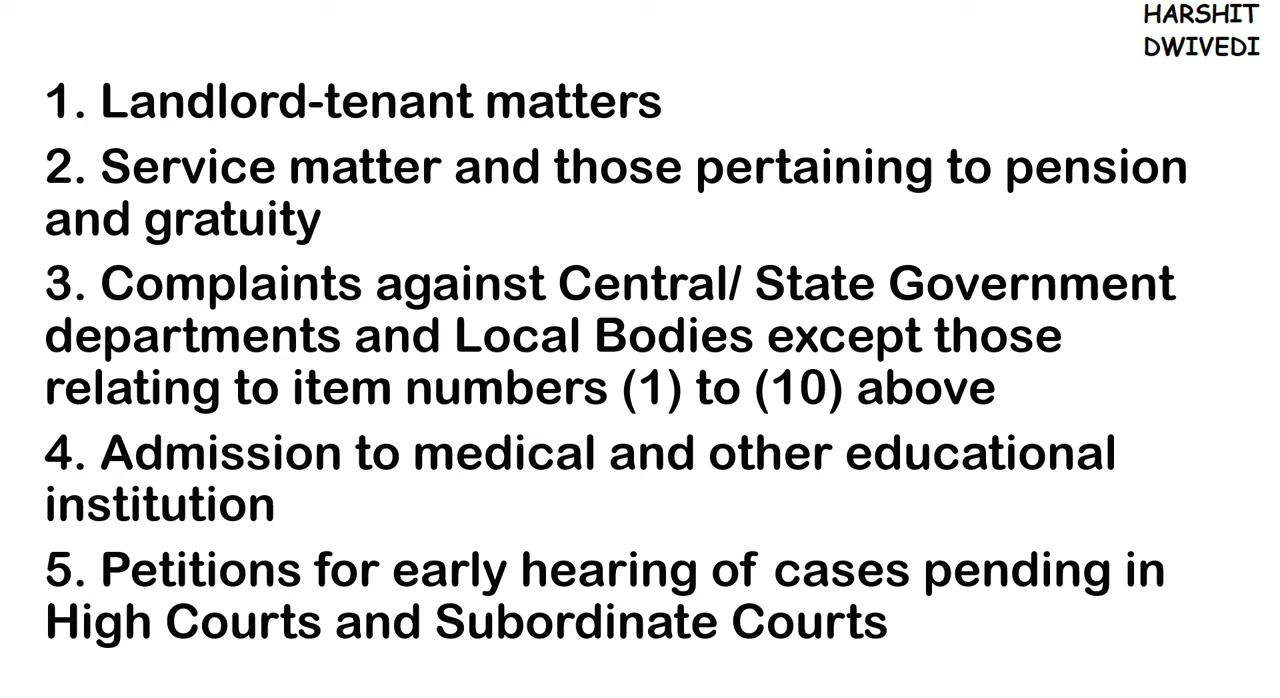 HARSHIT
DWIVEDI
1. Landlord-tenant matters
2. Service matter and those pertaining to pension
and gratuity
3. Complaints against Central/ State Government
departments and Local Bodies except those
relating to item numbers (1) to (10) above
4. Admission to medical and other educational
institution
5. Petitions for early hearing of cases pending in
High Courts and Subordinate Courts